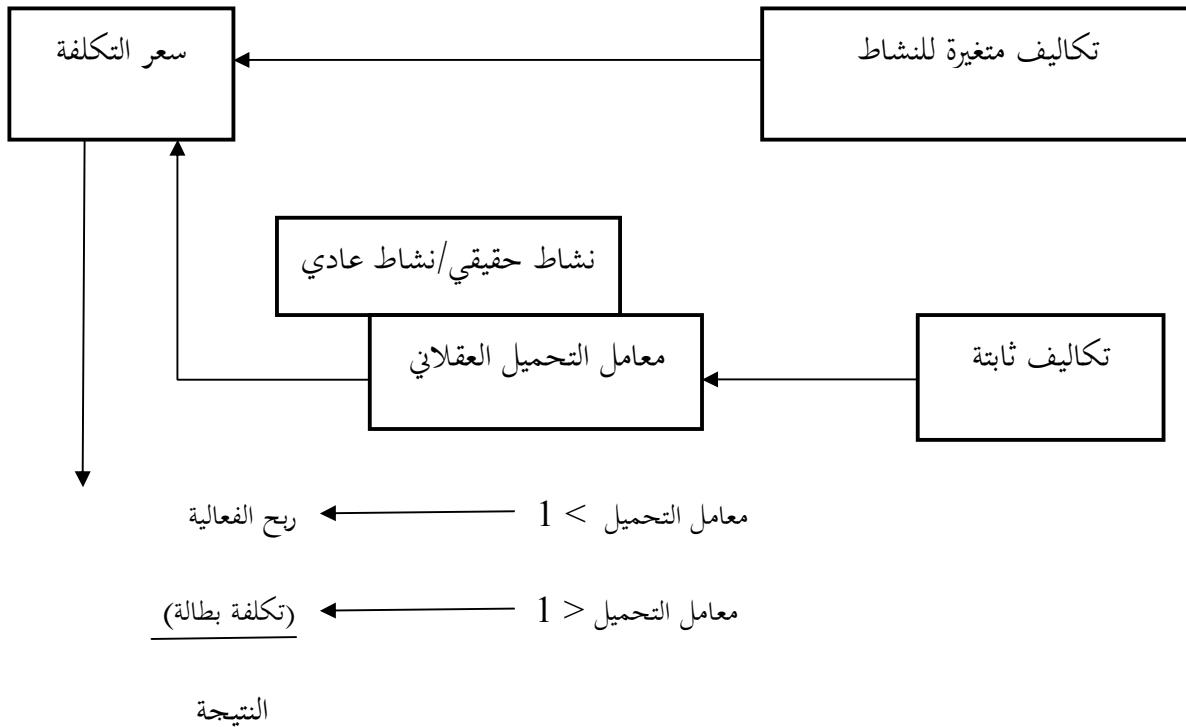 تكاليف متغيرة للنشاط
سعر التكلفة
نشاط حقيقي/نشاط عادي
تكاليف ثابتة
معامل التحميل العقلاني
معامل التحميل > 1 ربح الفعالية
معامل التحميل < 1 (تكلفة بطالة)
النتيجة